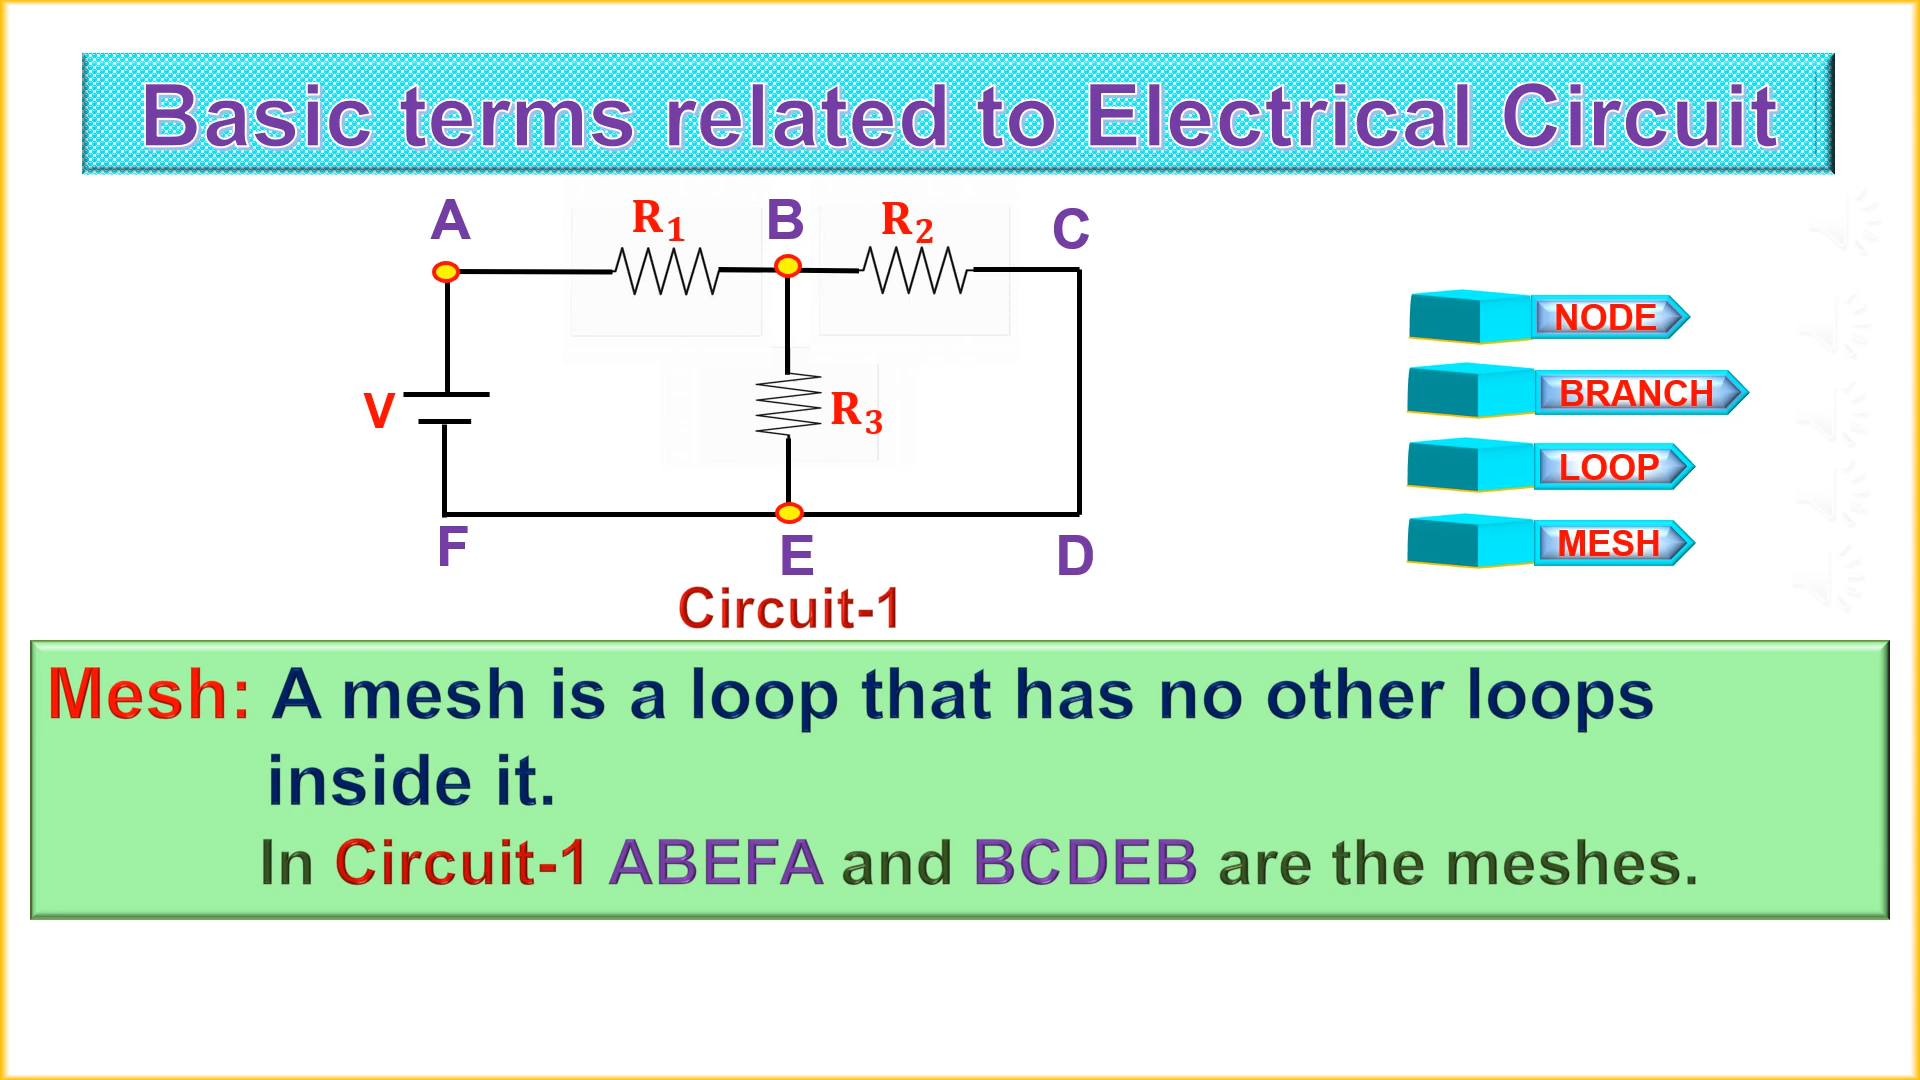 Basic terms related to Electrical Circuit
A R1 B R2 C
V R3
F E D
Circuit-1
NODE
BRANCH
LOOP
MESH
Mesh: A mesh is a loop that has no other loops
inside it.
In Circuit-1 ABEFA and BCDEB are the meshes.